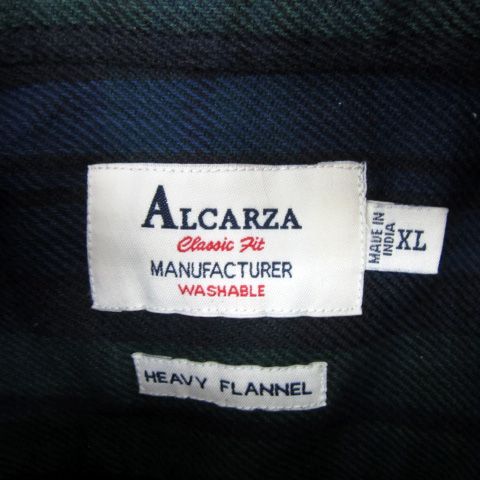 ALCARZA
Classic Fit
MANUFACTURER
WASHABLE
MADE IN
INDIA
XL
HEAVY FLANNEL